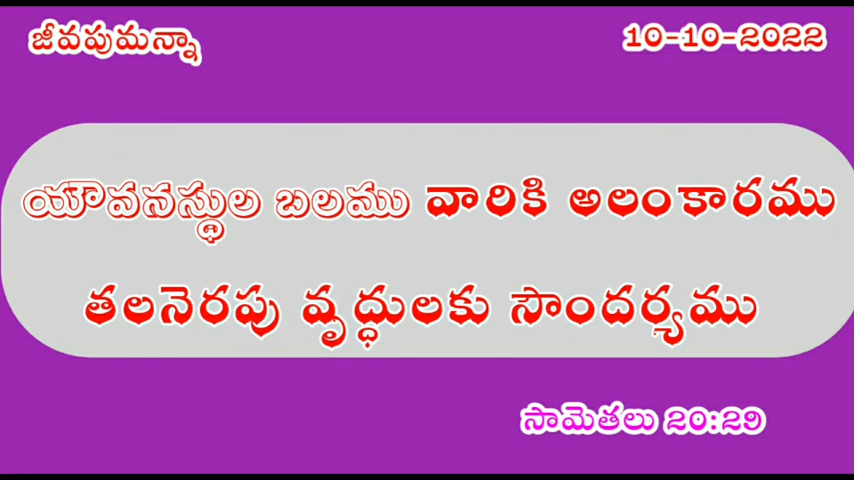 జీవపుమన్నా
10-10-2022
యౌవనస్థుల బలము వారికి అలంకారము
తలనెరపు వృద్ధులకు సౌందర్యము
సామెతలు 20:29